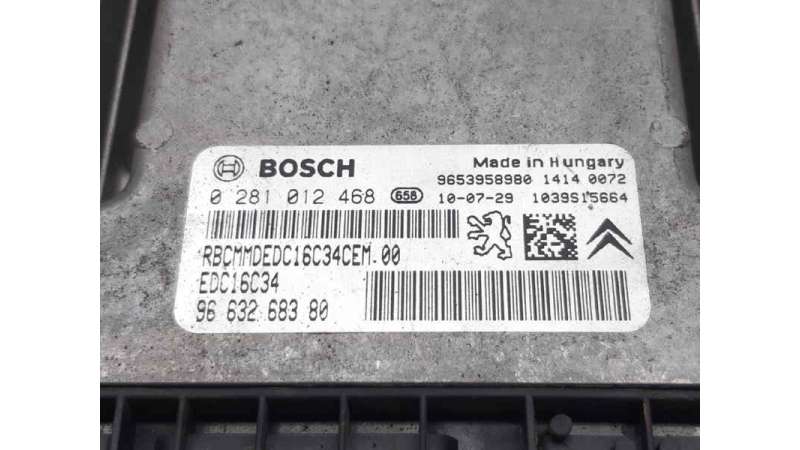 BOSCH
Made in Hungary
9653958980 1414 0072
0 281 012 468 658
10-07-29 1039S15664
RBCMMDEDC16C34CEM.00
EDC16C34
96 632 683 80